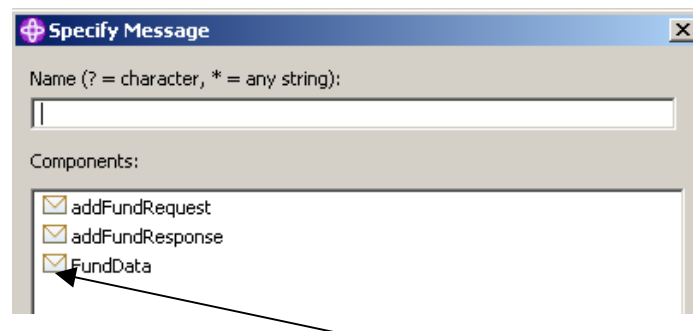 Specify Message
Name (? = character, * = any string):
Components:
addFundRequest
addFundResponse
FundData